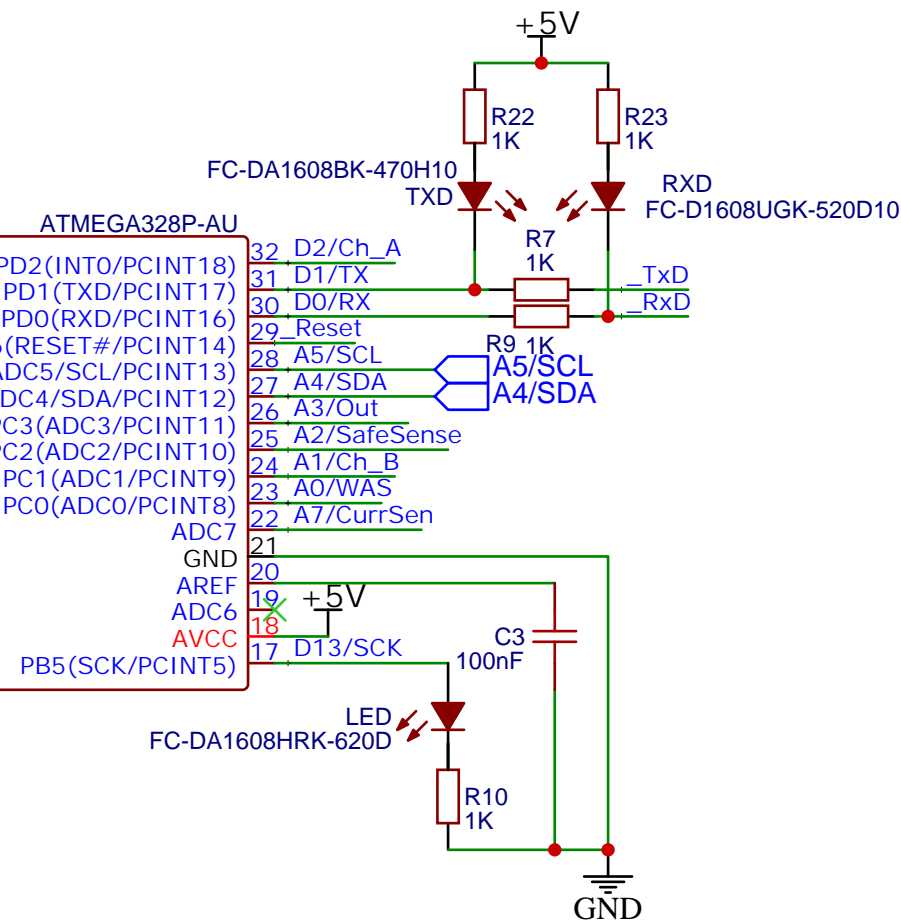 +5V
R22
1K
R23
1K
FC-DA1608BK-470H10
TXD
RXD
FC-D1608UGK-520D10
ATMEGA328P-AU
R7
1K
PD2(INT0/PCINT18)
32
D2/Ch_A
PD1(TXD/PCINT17)
31
D1/TX
_TxD
PD0(RXD/PCINT16)
30
D0/RX
_RxD
(RESET#/PCINT14)
29
_Reset
R9 1K
ADC5/SCL/PCINT13)
28
A5/SCL
A5/SCL
DC4/SDA/PCINT12)
27
A4/SDA
A4/SDA
PC3(ADC3/PCINT11)
26
A3/Out
PC2(ADC2/PCINT10)
25
A2/SafeSense
PC1(ADC1/PCINT9)
24
A1/Ch_B
PC0(ADC0/PCINT8)
23
A0/WAS
ADC7
22
A7/CurrSen
GND
21
AREF
20
ADC6
19
+5V
AVCC
18
PB5(SCK/PCINT5)
17
D13/SCK
C3
100nF
LED
FC-DA1608HRK-620D
R10
1K
GND